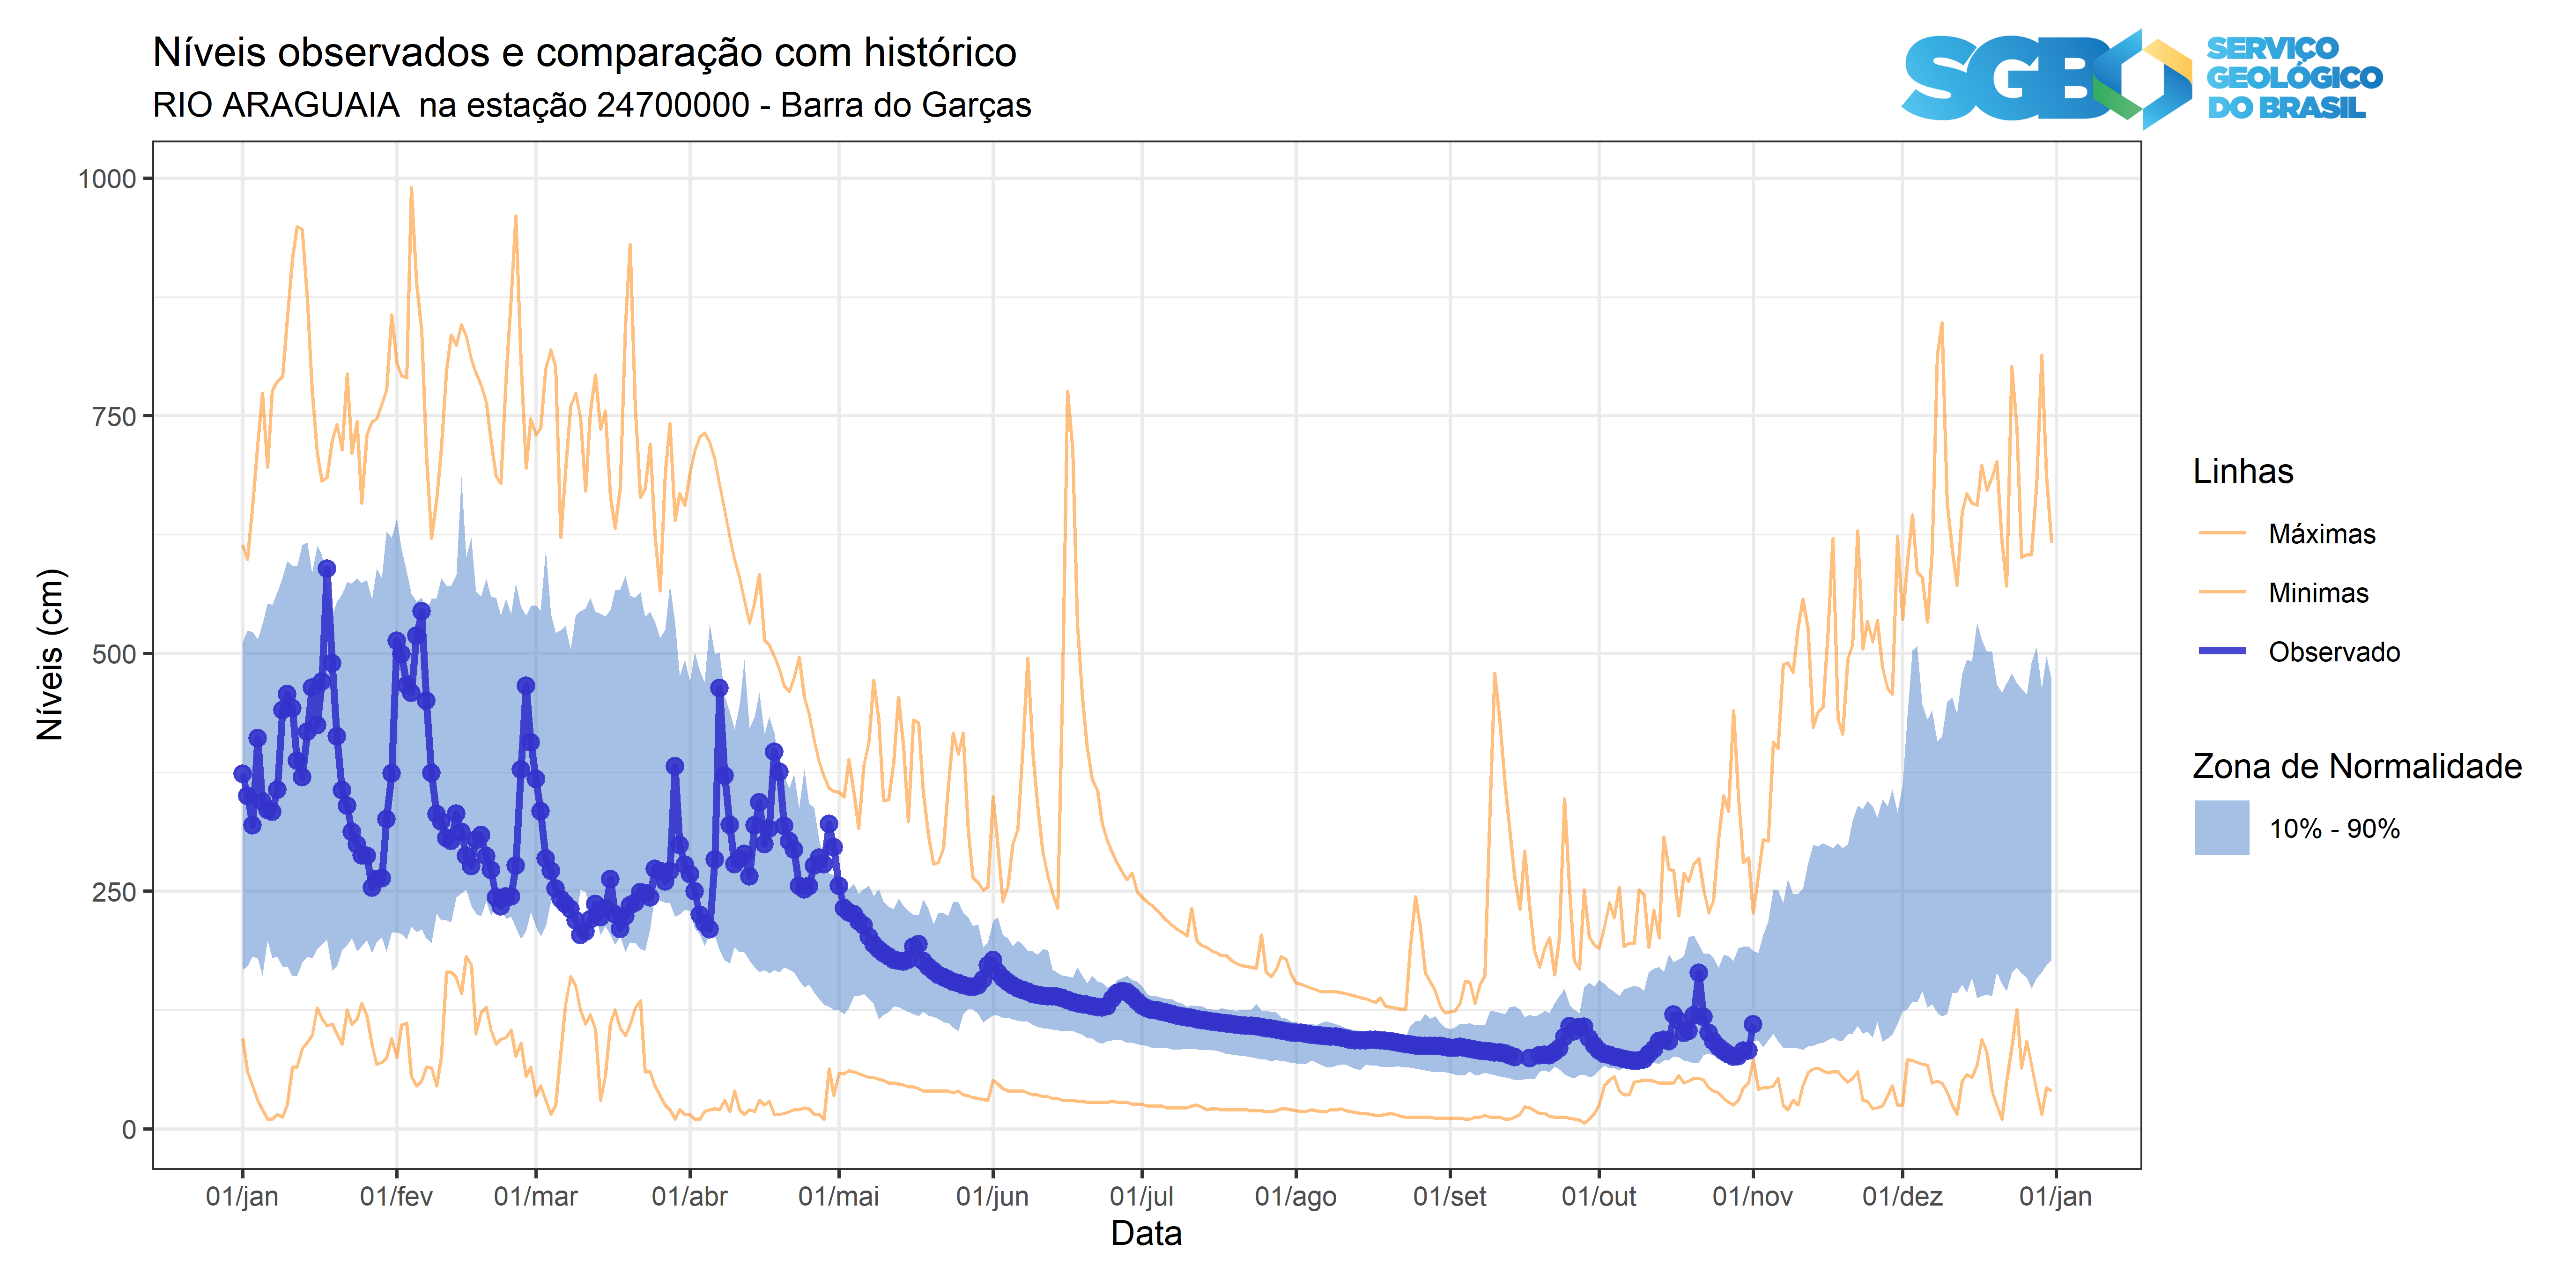 Níveis observados e comparação com histórico
RIO ARAGUAIA na estação 24700000 - Barra do Garças
SGB
SERVIÇO
GEOLÓGICO
DO BRASIL
1000
750
500
250
0
Níveis (cm)
01/jan 01/fev 01/mar 01/abr 01/mai 01/jun 01/jul 01/ago 01/set 01/out 01/nov 01/dez 01/jan
Data
Linhas
Máximas
Minimas
Observado
Zona de Normalidade
10% - 90%